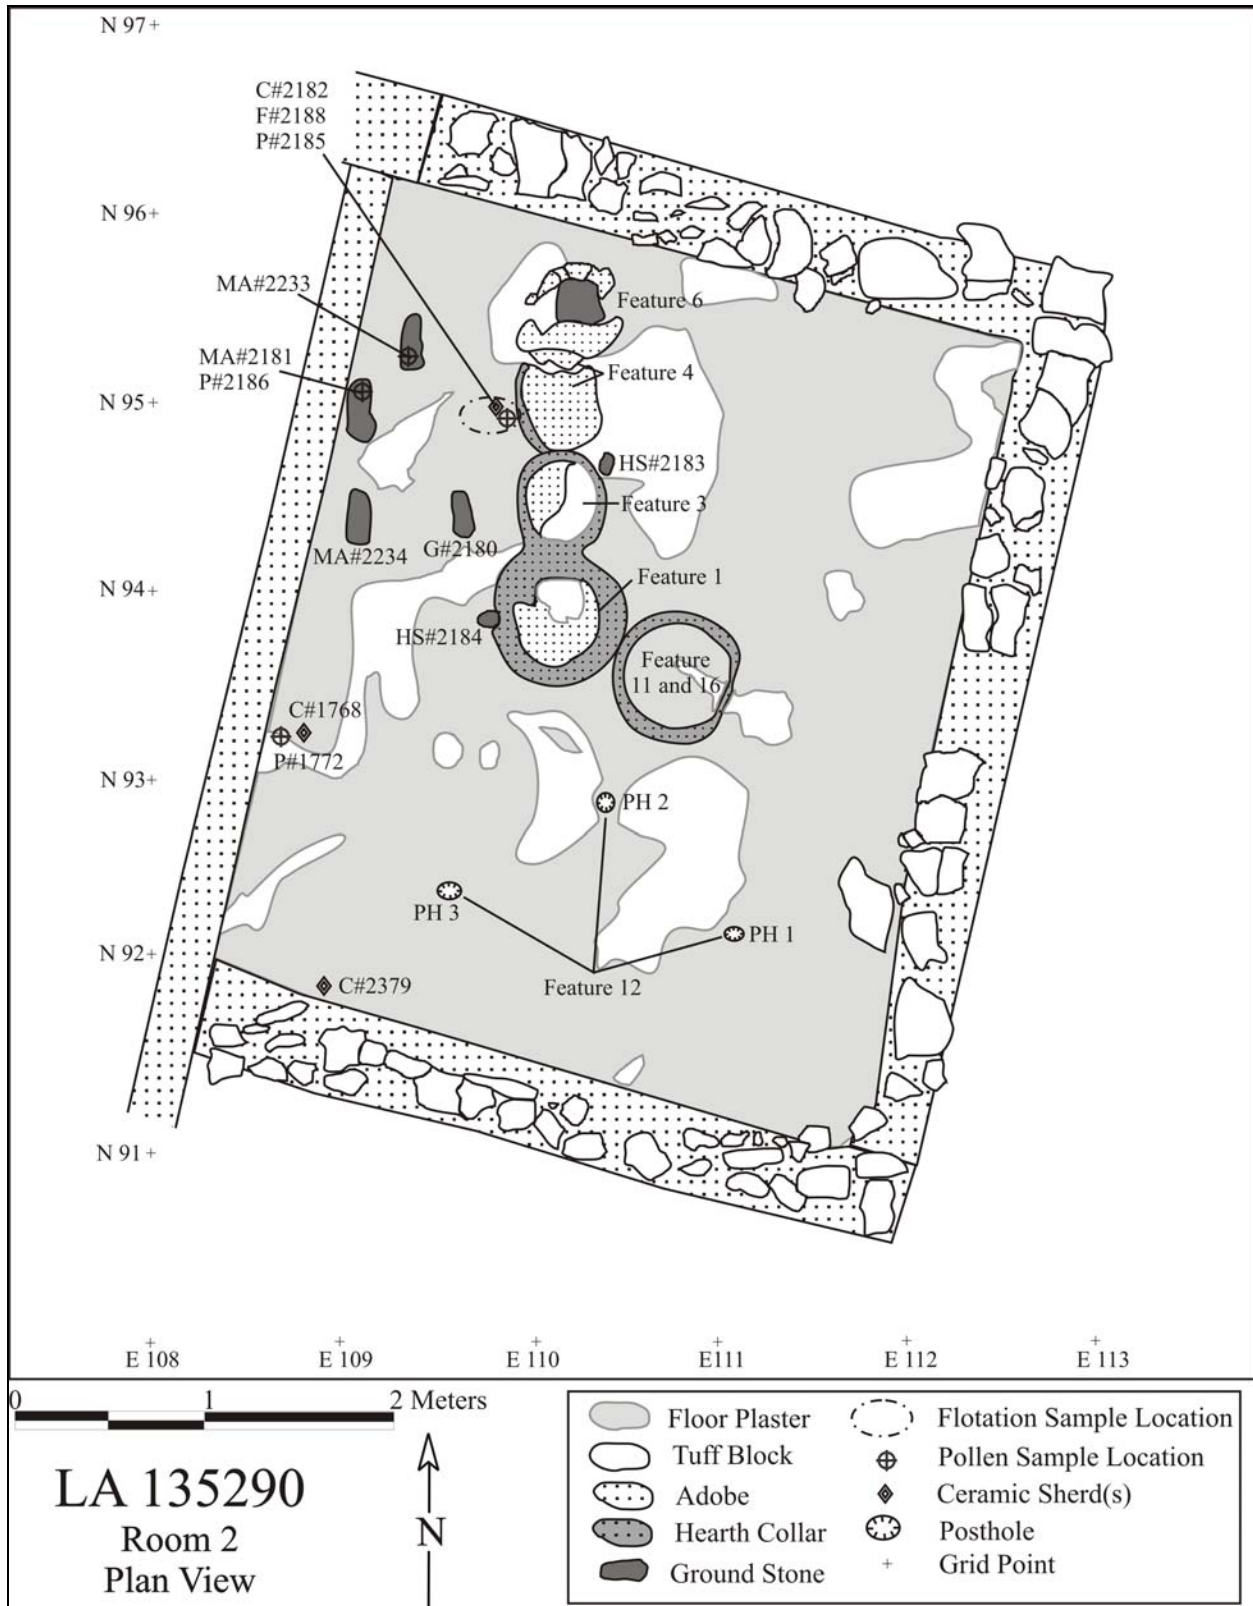 N 97+
C#2182
F#2188
P#2185
N 96+
MA#2233
Feature 6
MA#2181
P#2186
Feature 4
N 95+
HS#2183
Feature 3
MA#2234
G#2180
Feature 1
N 94+
HS#2184
Feature
11 and 16
C#1768
P#1772
N 93+
PH 2
PH 3
PH 1
N 92+
Feature 12
C#2379
N 91 +
+ + + + + +
E 108 E 109 E 110 E111 E 112 E 113
0 1 2 Meters
LA 135290
Room 2
Plan View
N
Floor Plaster
Tuff Block
Adobe
Hearth Collar
Ground Stone
Flotation Sample Location
Pollen Sample Location
Ceramic Sherd(s)
Posthole
+ Grid Point